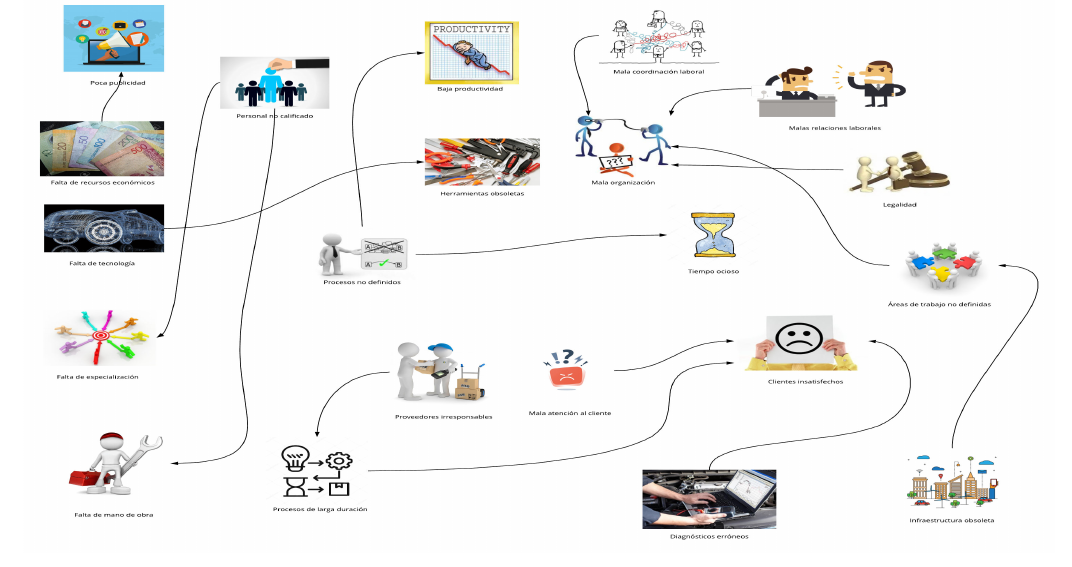 PRODUCTIVITY
Poca publicidad
Personal no calificado
Baja productividad
Mala coordinación laboral
Malas relaciones laborales
Falta de recursos económicos
Herramientas obsoletas
???
Mala organización
Legalidad
Falta de tecnología
A B
A B
Procesos no definidos
Tiempo ocioso
Áreas de trabajo no definidas
Falta de especialización
Proveedores irresponsables
!?
Mala atención al cliente
Clientes insatisfechos
Falta de mano de obra
Procesos de larga duración
Diagnósticos erróneos
Infraestructura obsoleta